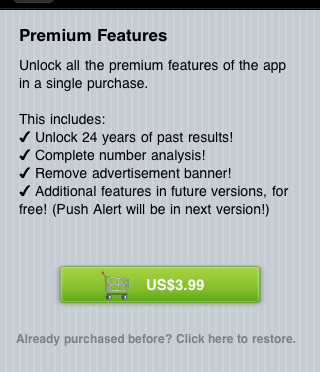 Premium Features
Unlock all the premium features of the app
in a single purchase.
This includes:
✔ Unlock 24 years of past results!
✔ Complete number analysis!
✔ Remove advertisement banner!
✔ Additional features in future versions, for
free! (Push Alert will be in next version!)
US$3.99
Already purchased before? Click here to restore.